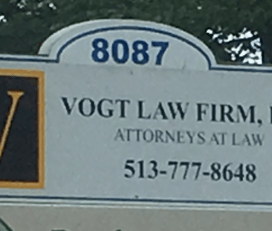 8087
VOGT LAW FIRM,
ATTORNEYS AT LAW
513-777-8648